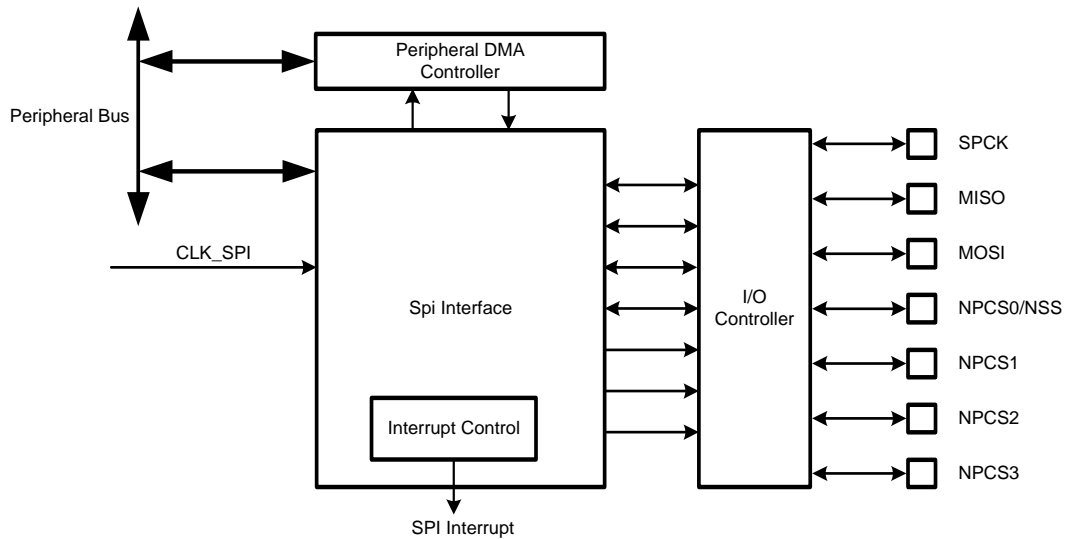 Peripheral DMA
Controller
Peripheral Bus
CLK_SPI
Spi Interface
Interrupt Control
SPI Interrupt
I/O
Controller
SPCK
MISO
MOSI
NPCS0/NSS
NPCS1
NPCS2
NPCS3